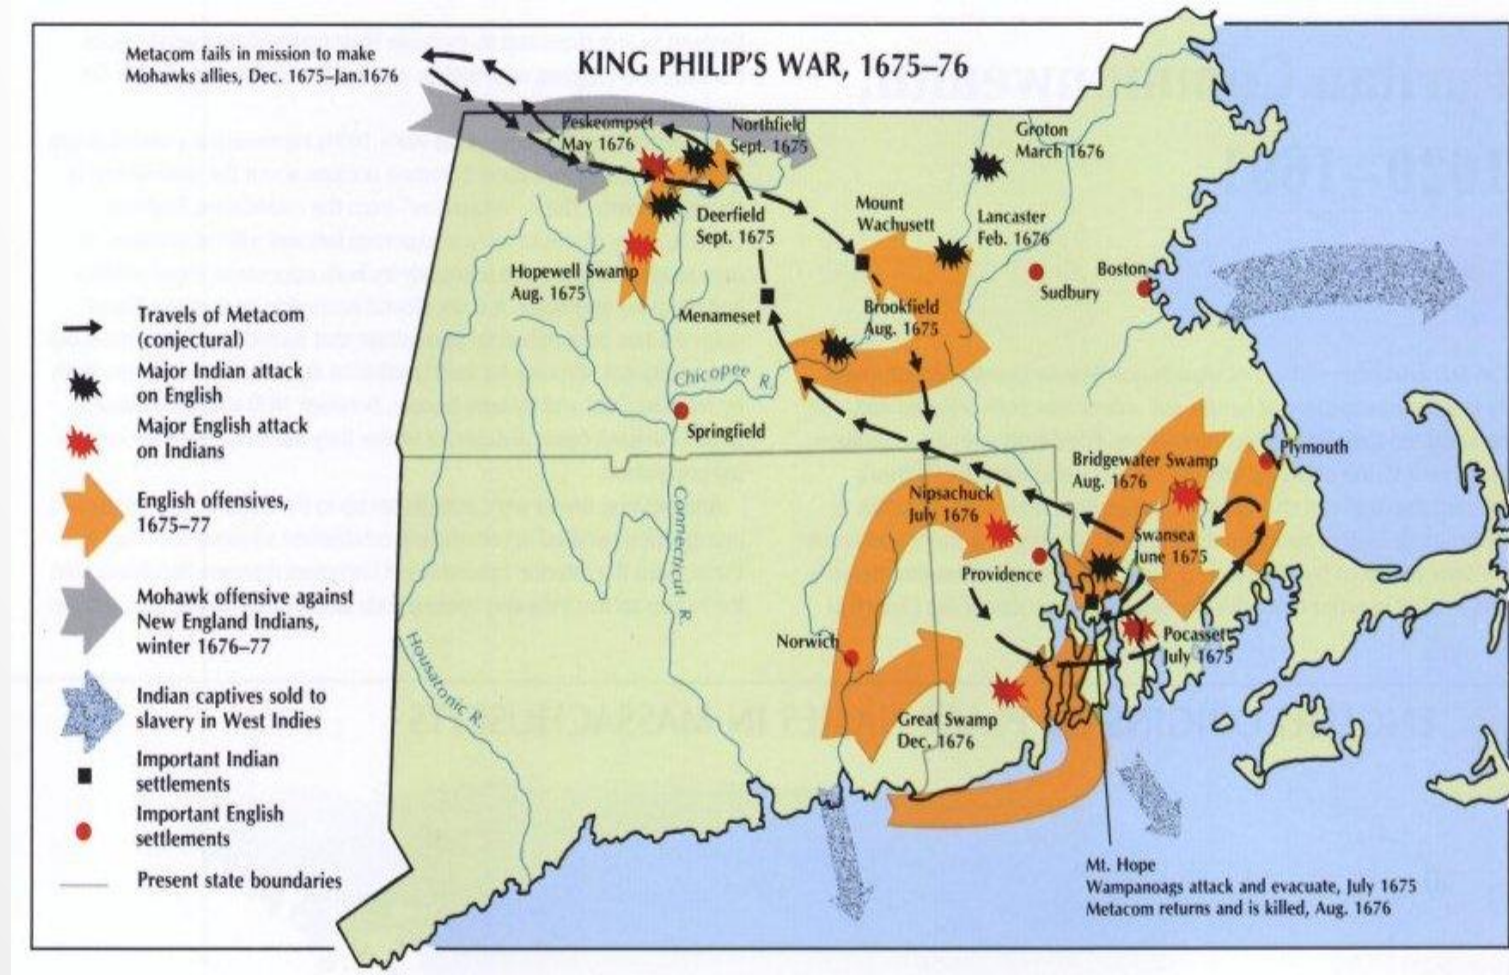 KING PHILIP'S WAR, 1675–76
Metacom fails in mission to make
Mohawks allies, Dec. 1675–Jan.1676
Peskeompset
May 1676
Northfield
Sept. 1675
Groton
March 1676
Deerfield
Sept. 1675
Mount
Wachusett
Lancaster
Feb. 1676
Hopewell Swamp
Aug. 1675
Boston
Sudbury
Menameset
Brookfield
Aug. 1675
Chicopee R.
Springfield
Plymouth
Bridgewater Swamp
Aug. 1676
Nipsachuck
July 1676
Swansea
June 1675
Providence
Connecticut R.
Norwich
Pocasset
July 1675
Housatonic R.
Great Swamp
Dec. 1676
Mt. Hope
Wampanoags attack and evacuate, July 1675
Metacom returns and is killed, Aug. 1676
Travels of Metacom
(conjectural)
Major Indian attack
on English
Major English attack
on Indians
English offensives,
1675–77
Mohawk offensive against
New England Indians,
winter 1676–77
Indian captives sold to
slavery in West Indies
Important Indian
settlements
Important English
settlements
Present state boundaries